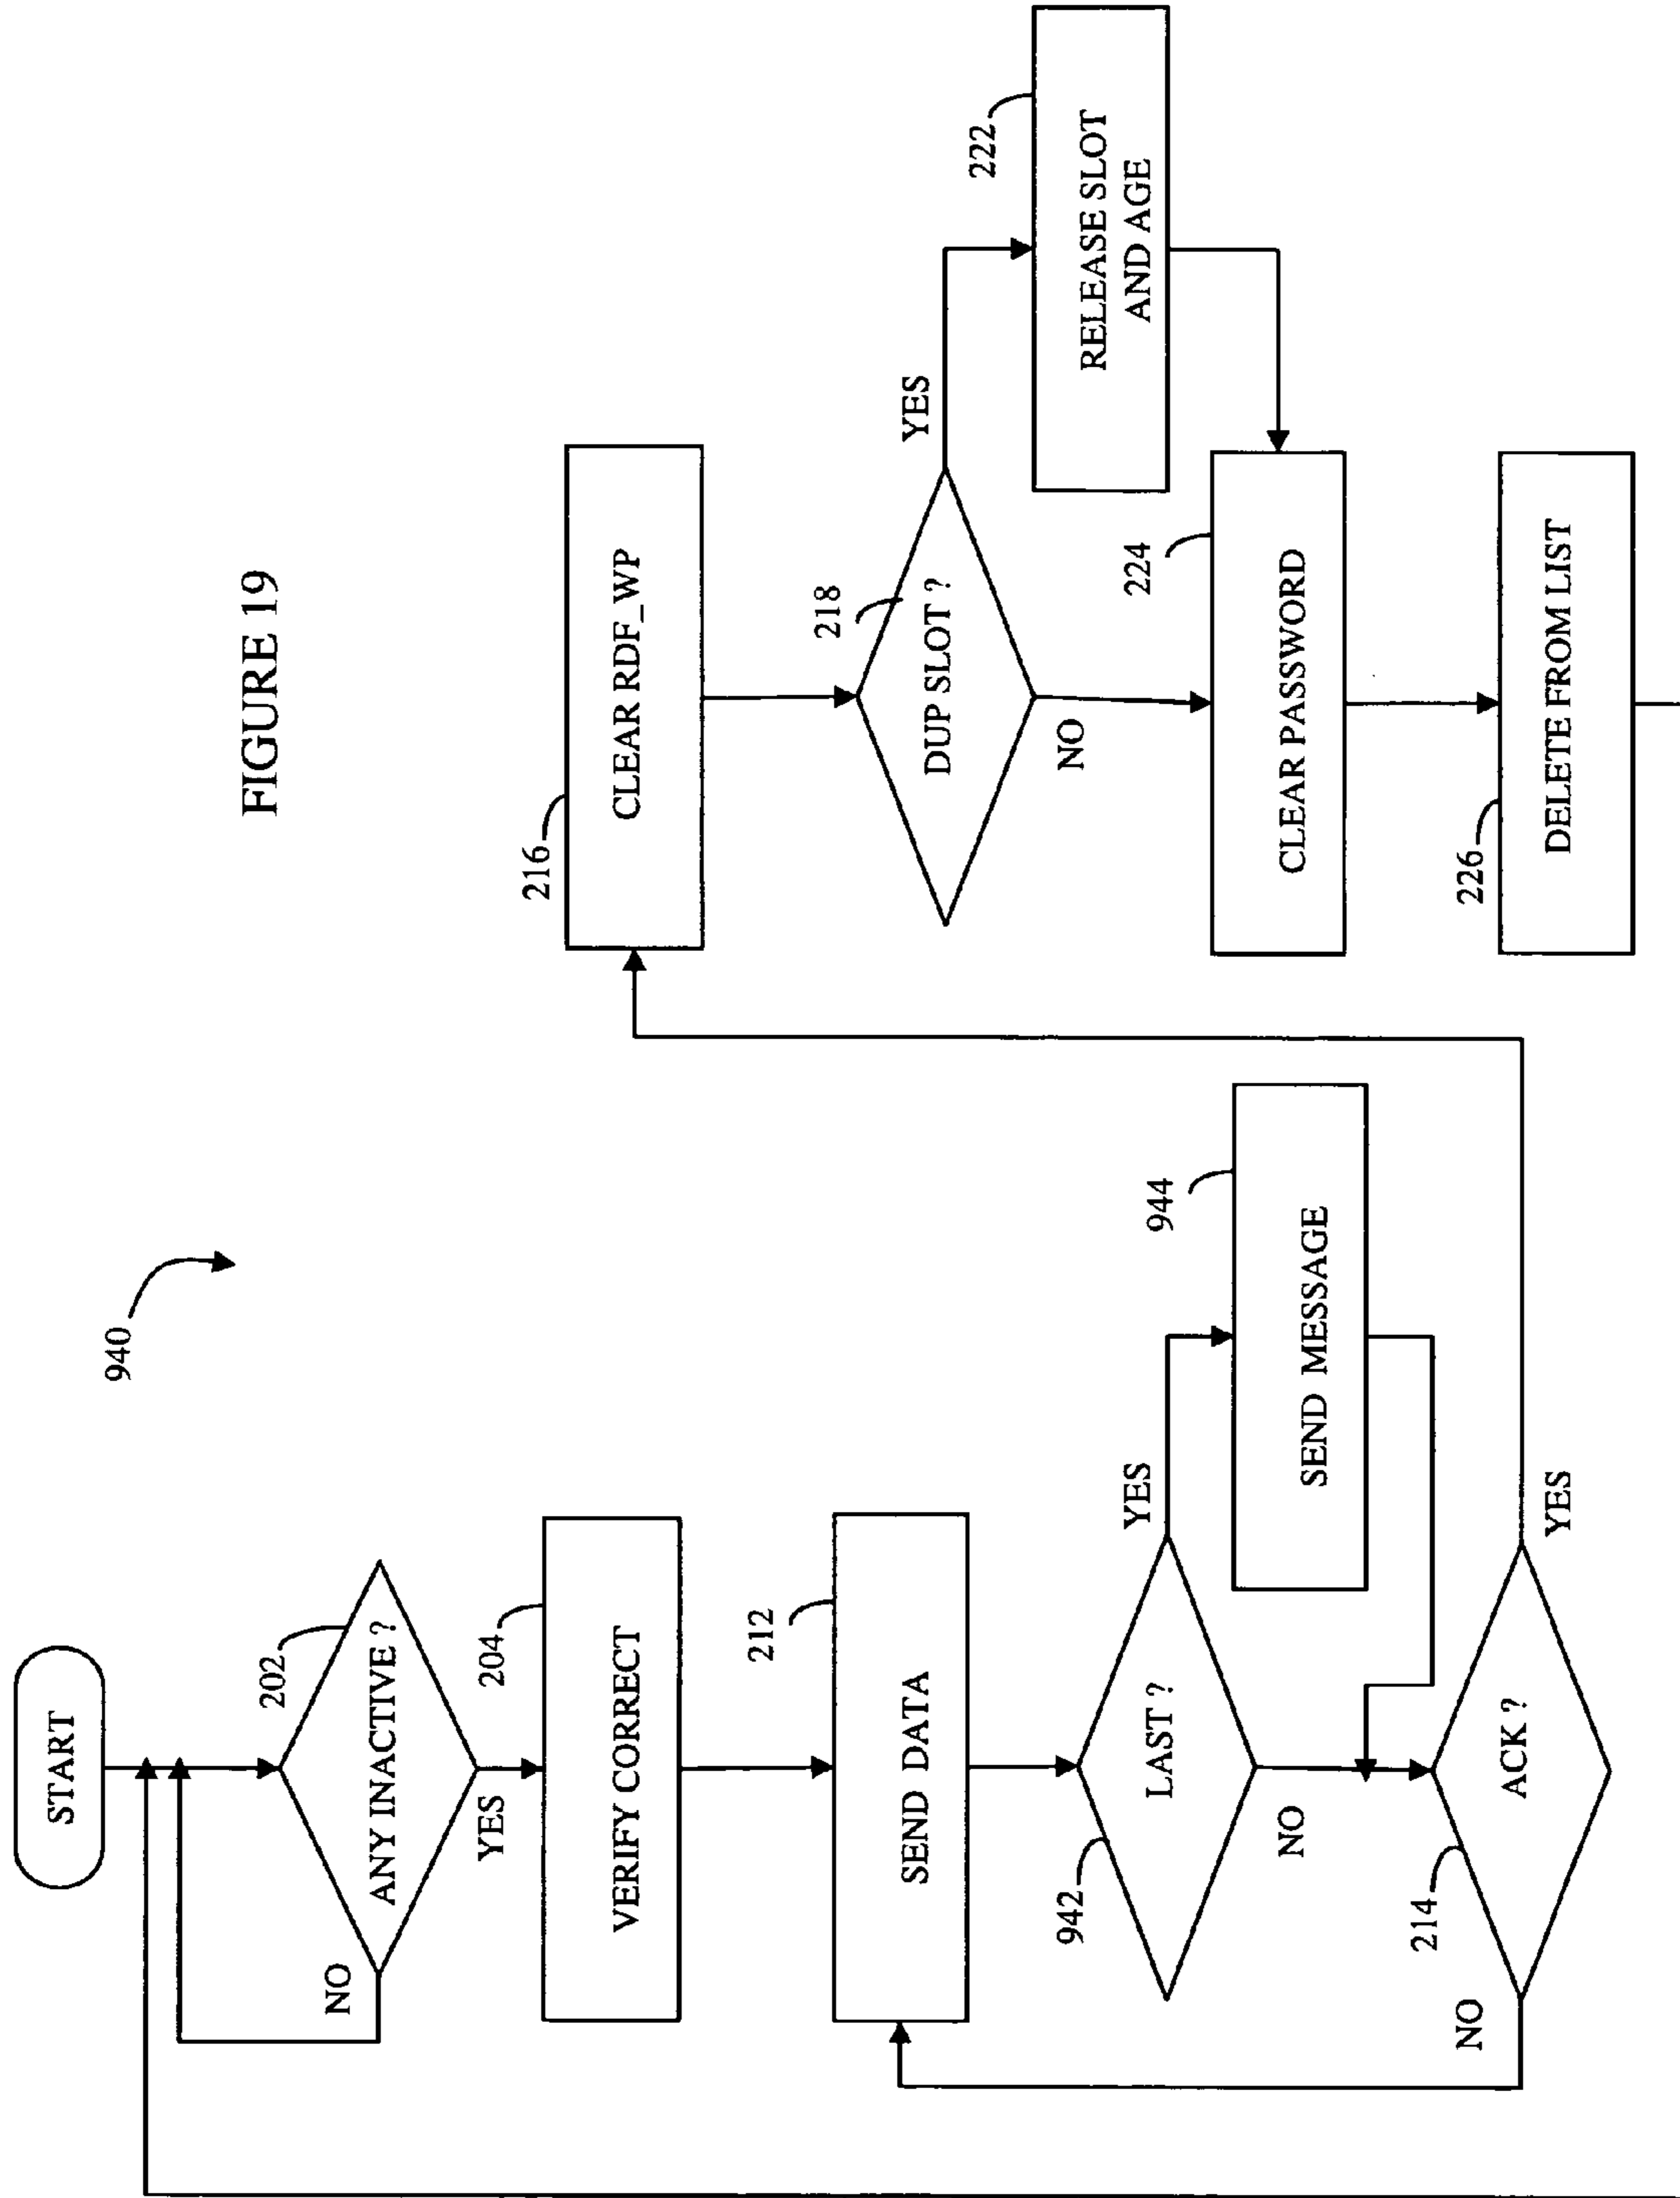 FIGURE 19
940
START
202
ANY INACTIVE ?
NO
YES
204
VERIFY CORRECT
212
SEND DATA
942
LAST ?
YES
NO
944
SEND MESSAGE
214
ACK ?
NO
YES
216
CLEAR RDF_WP
218
DUP SLOT ?
YES
NO
222
RELEASE SLOT
AND AGE
224
CLEAR PASSWORD
226
DELETE FROM LIST